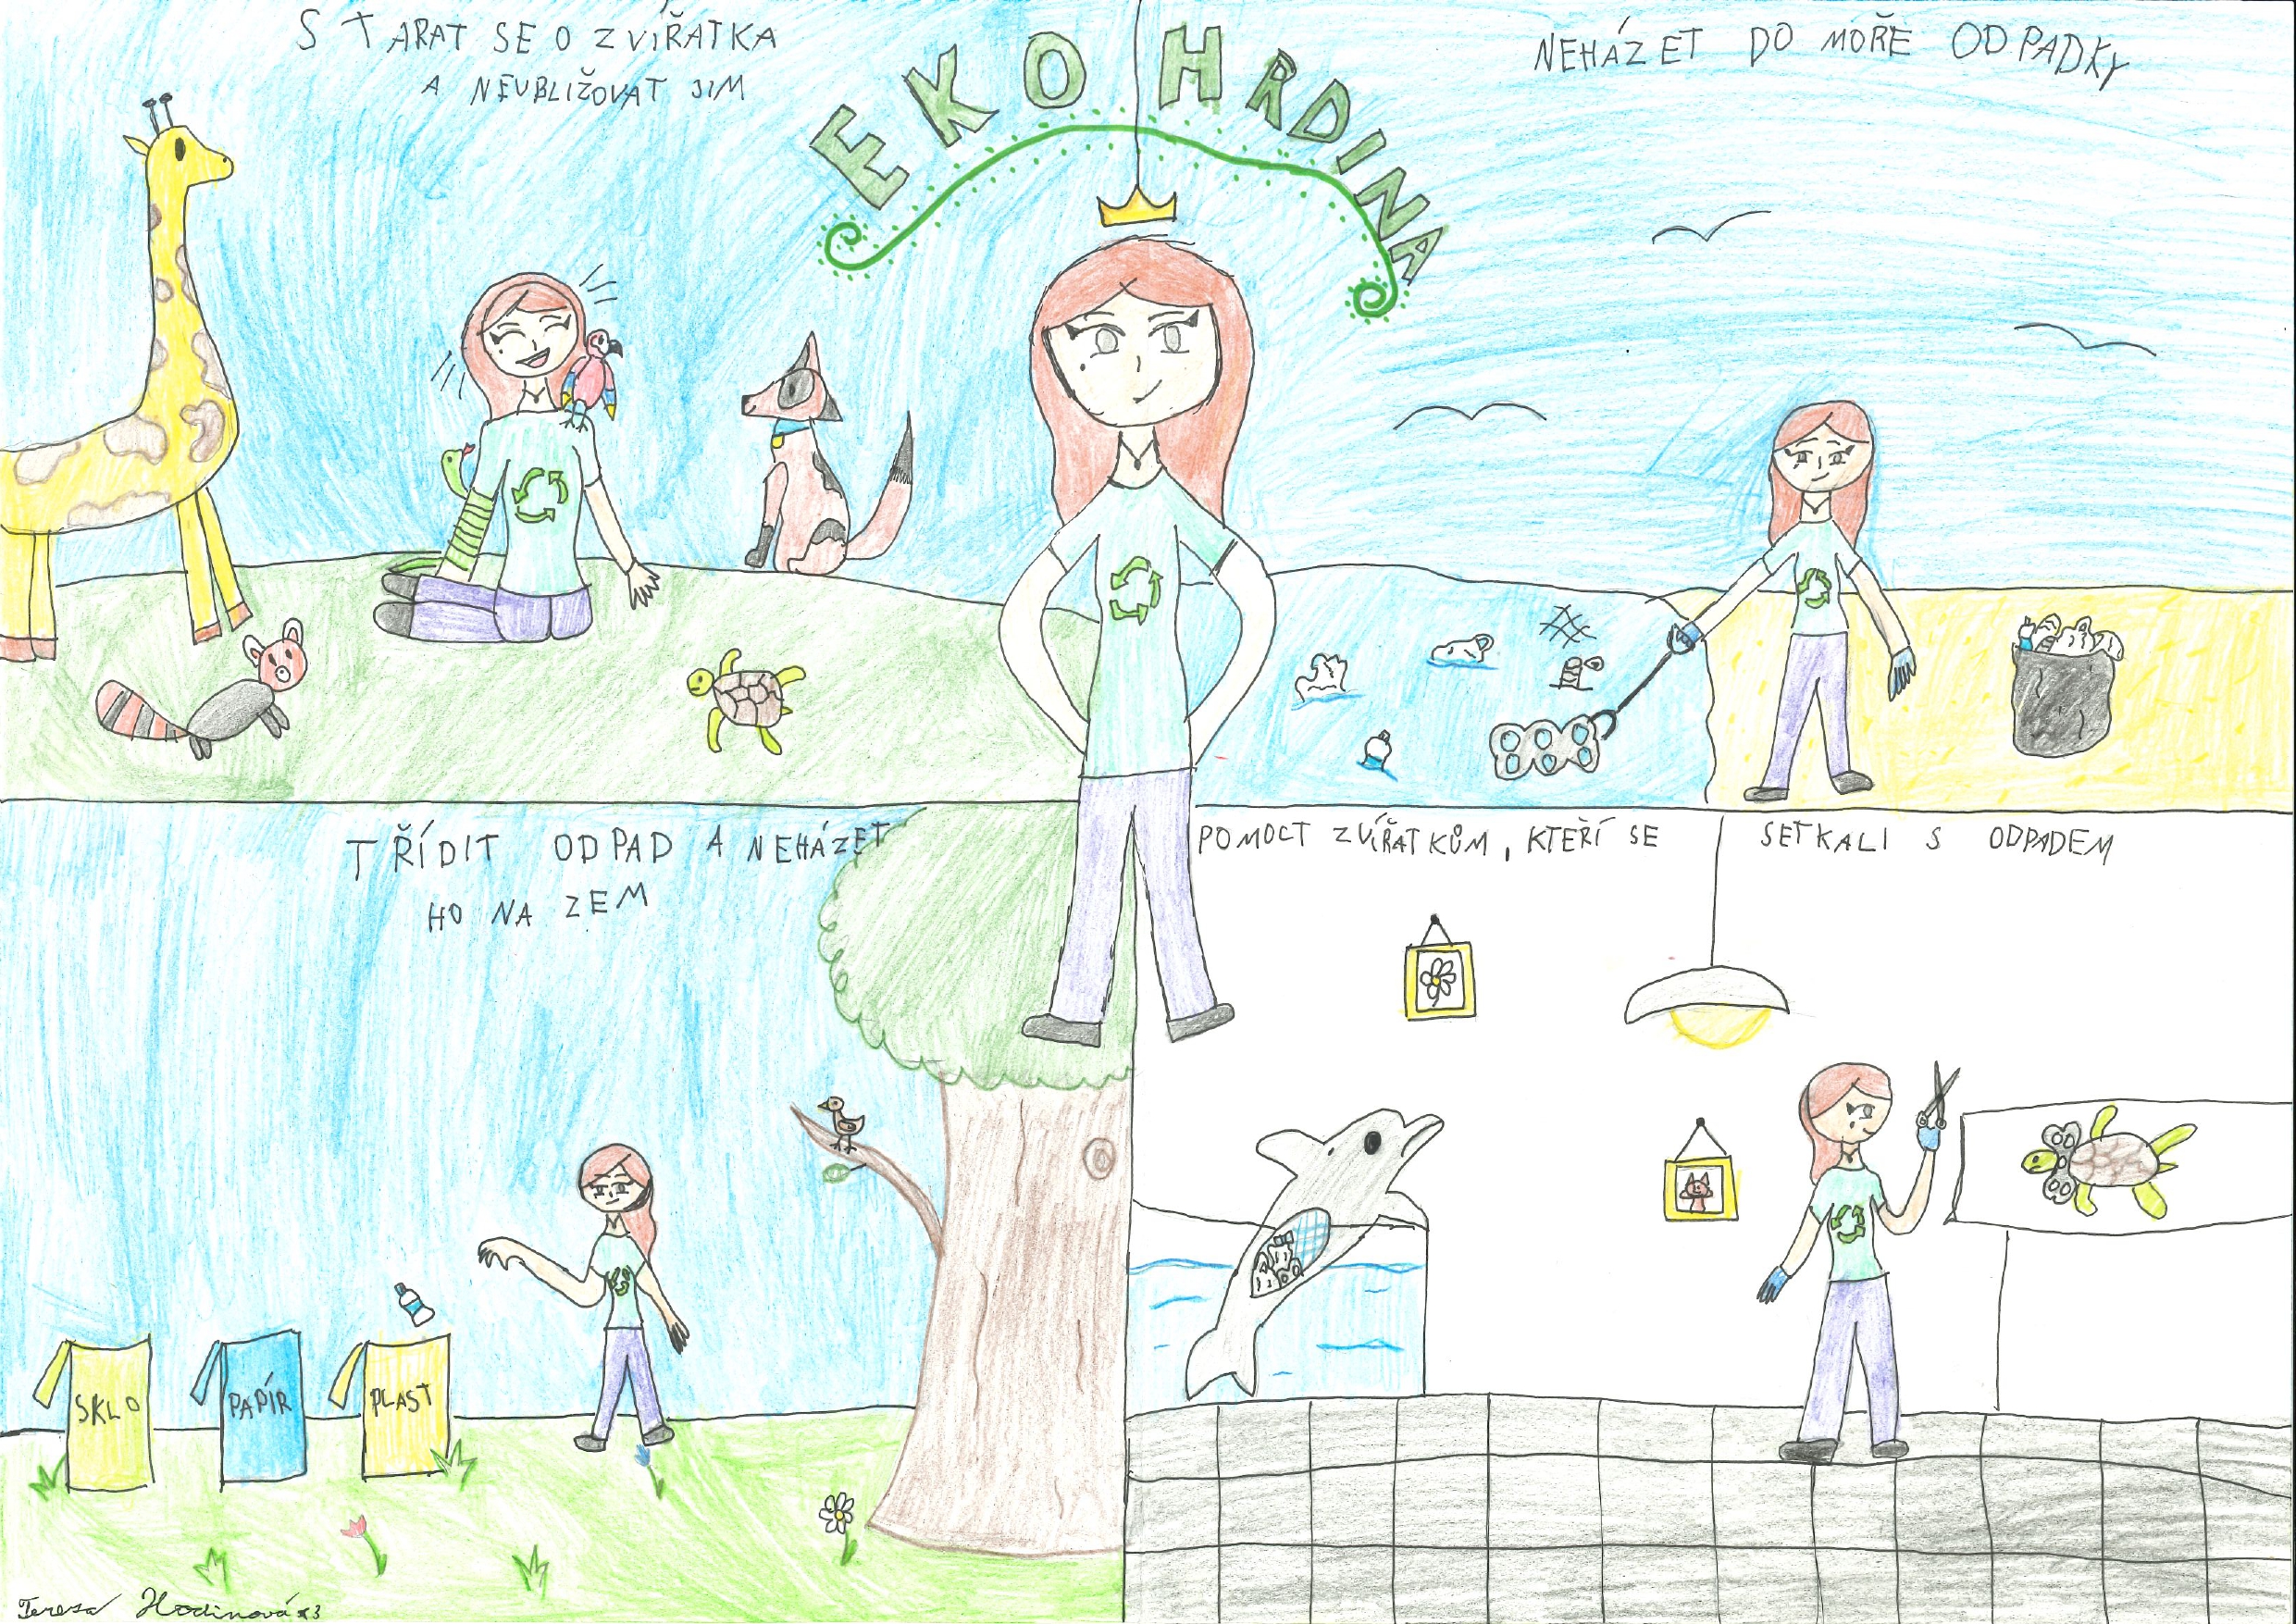 STARAT SE O ZVÍŘATKA
A NEUBLIŽOVAT JIM
EKO HRDINA
NEHÁZET DO MOŘE ODPADKY
TŘÍDIT ODPAD A NEHÁZET
HO NA ZEM
POMOCT ZVÍŘATKŮM, KTEŘÍ SE SETKALI S ODPADEM
SKLO
PAPÍR
PLAST
Tereza Hodinová